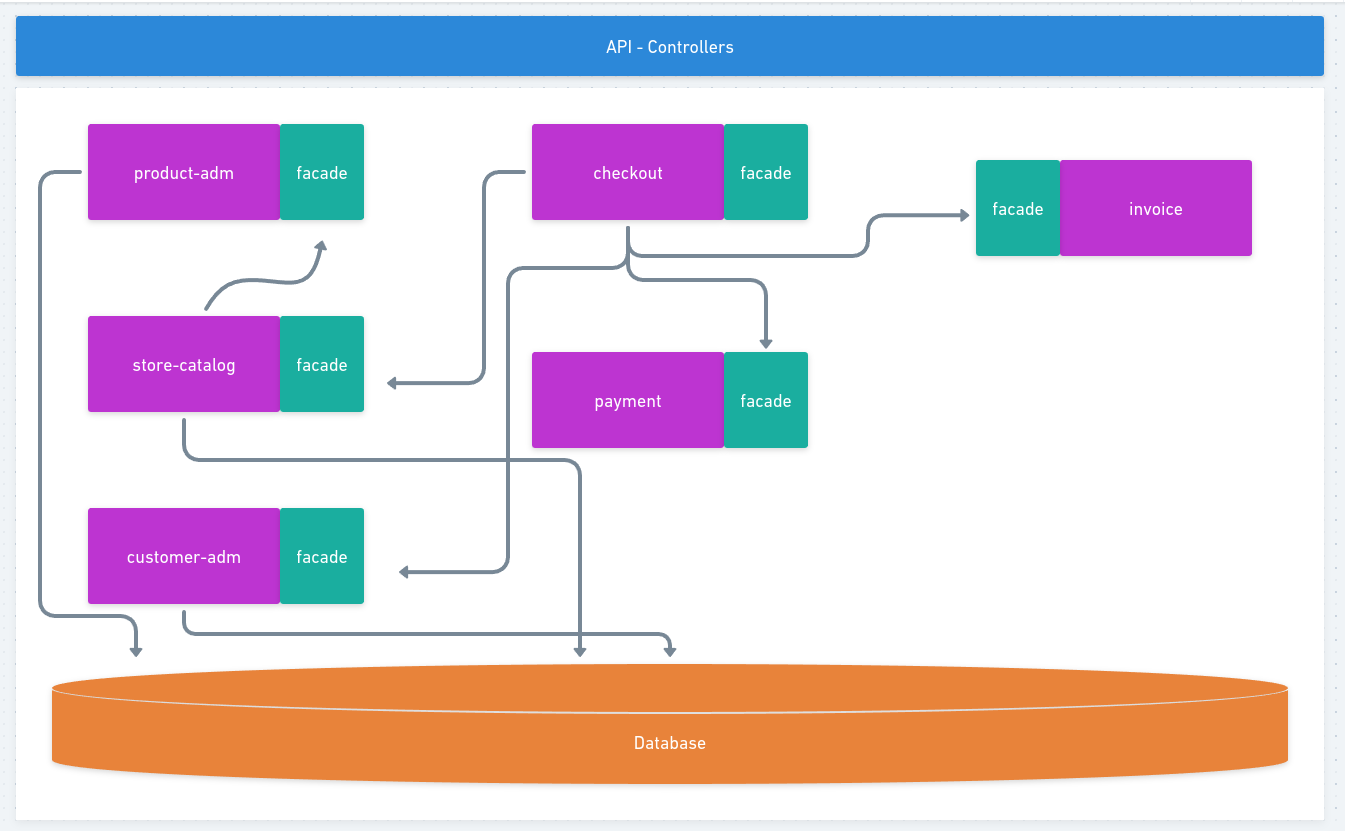 API - Controllers
product-adm
facade
checkout
facade
facade
invoice
store-catalog
facade
payment
facade
customer-adm
facade
Database